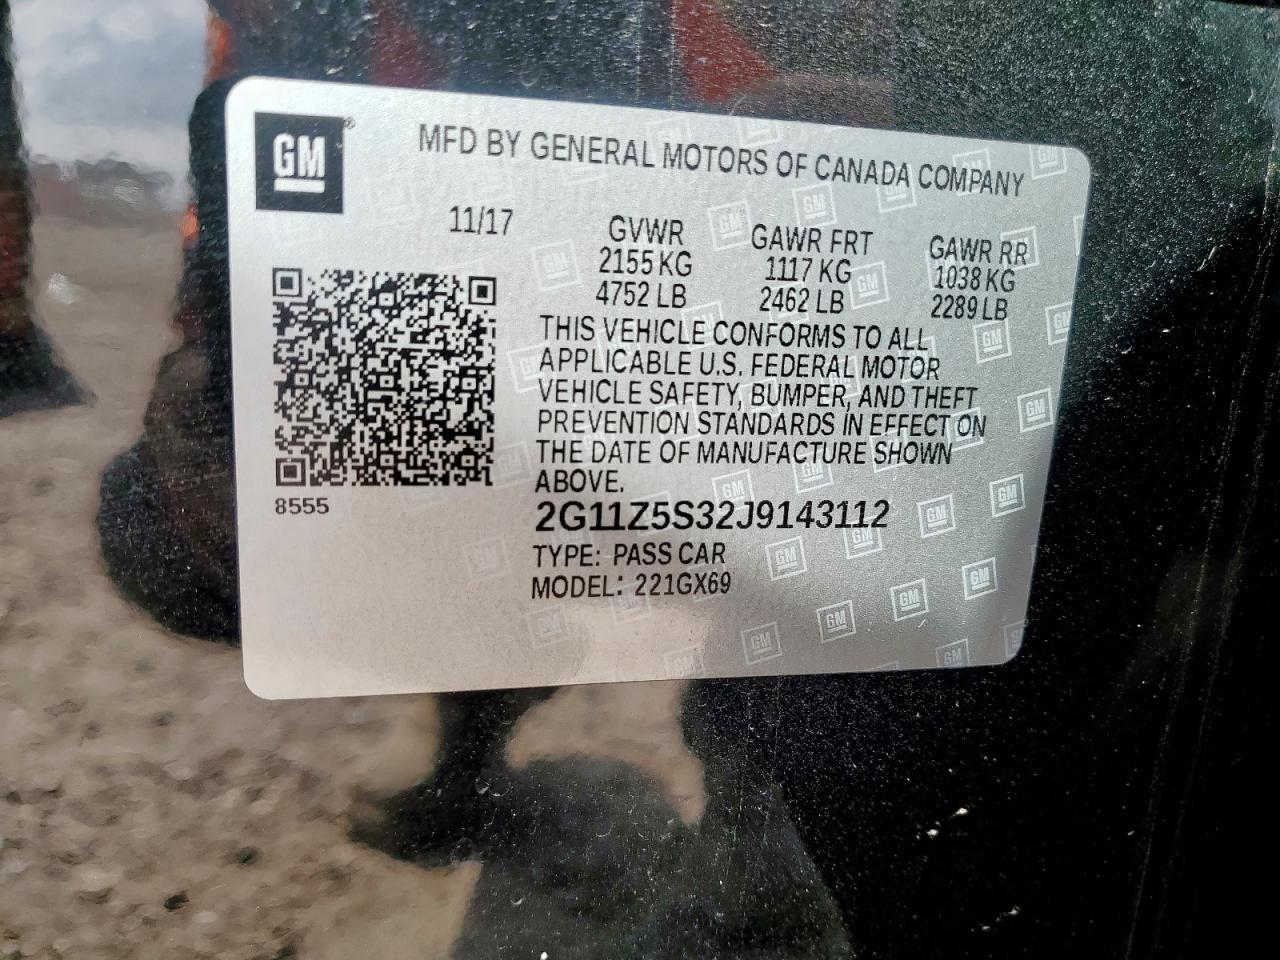 GM®
MFD BY GENERAL MOTORS OF CANADA COMPANY
11/17
GVWR GAWR FRT GAWR RR
2155 KG 1117 KG 1038 KG
4752 LB 2462 LB 2289 LB
THIS VEHICLE CONFORMS TO ALL
APPLICABLE U.S. FEDERAL MOTOR
VEHICLE SAFETY, BUMPER, AND THEFT
PREVENTION STANDARDS IN EFFECT ON
THE DATE OF MANUFACTURE SHOWN
ABOVE.
8555
2G11Z5S32J9143112
TYPE: PASS CAR
MODEL: 221GX69